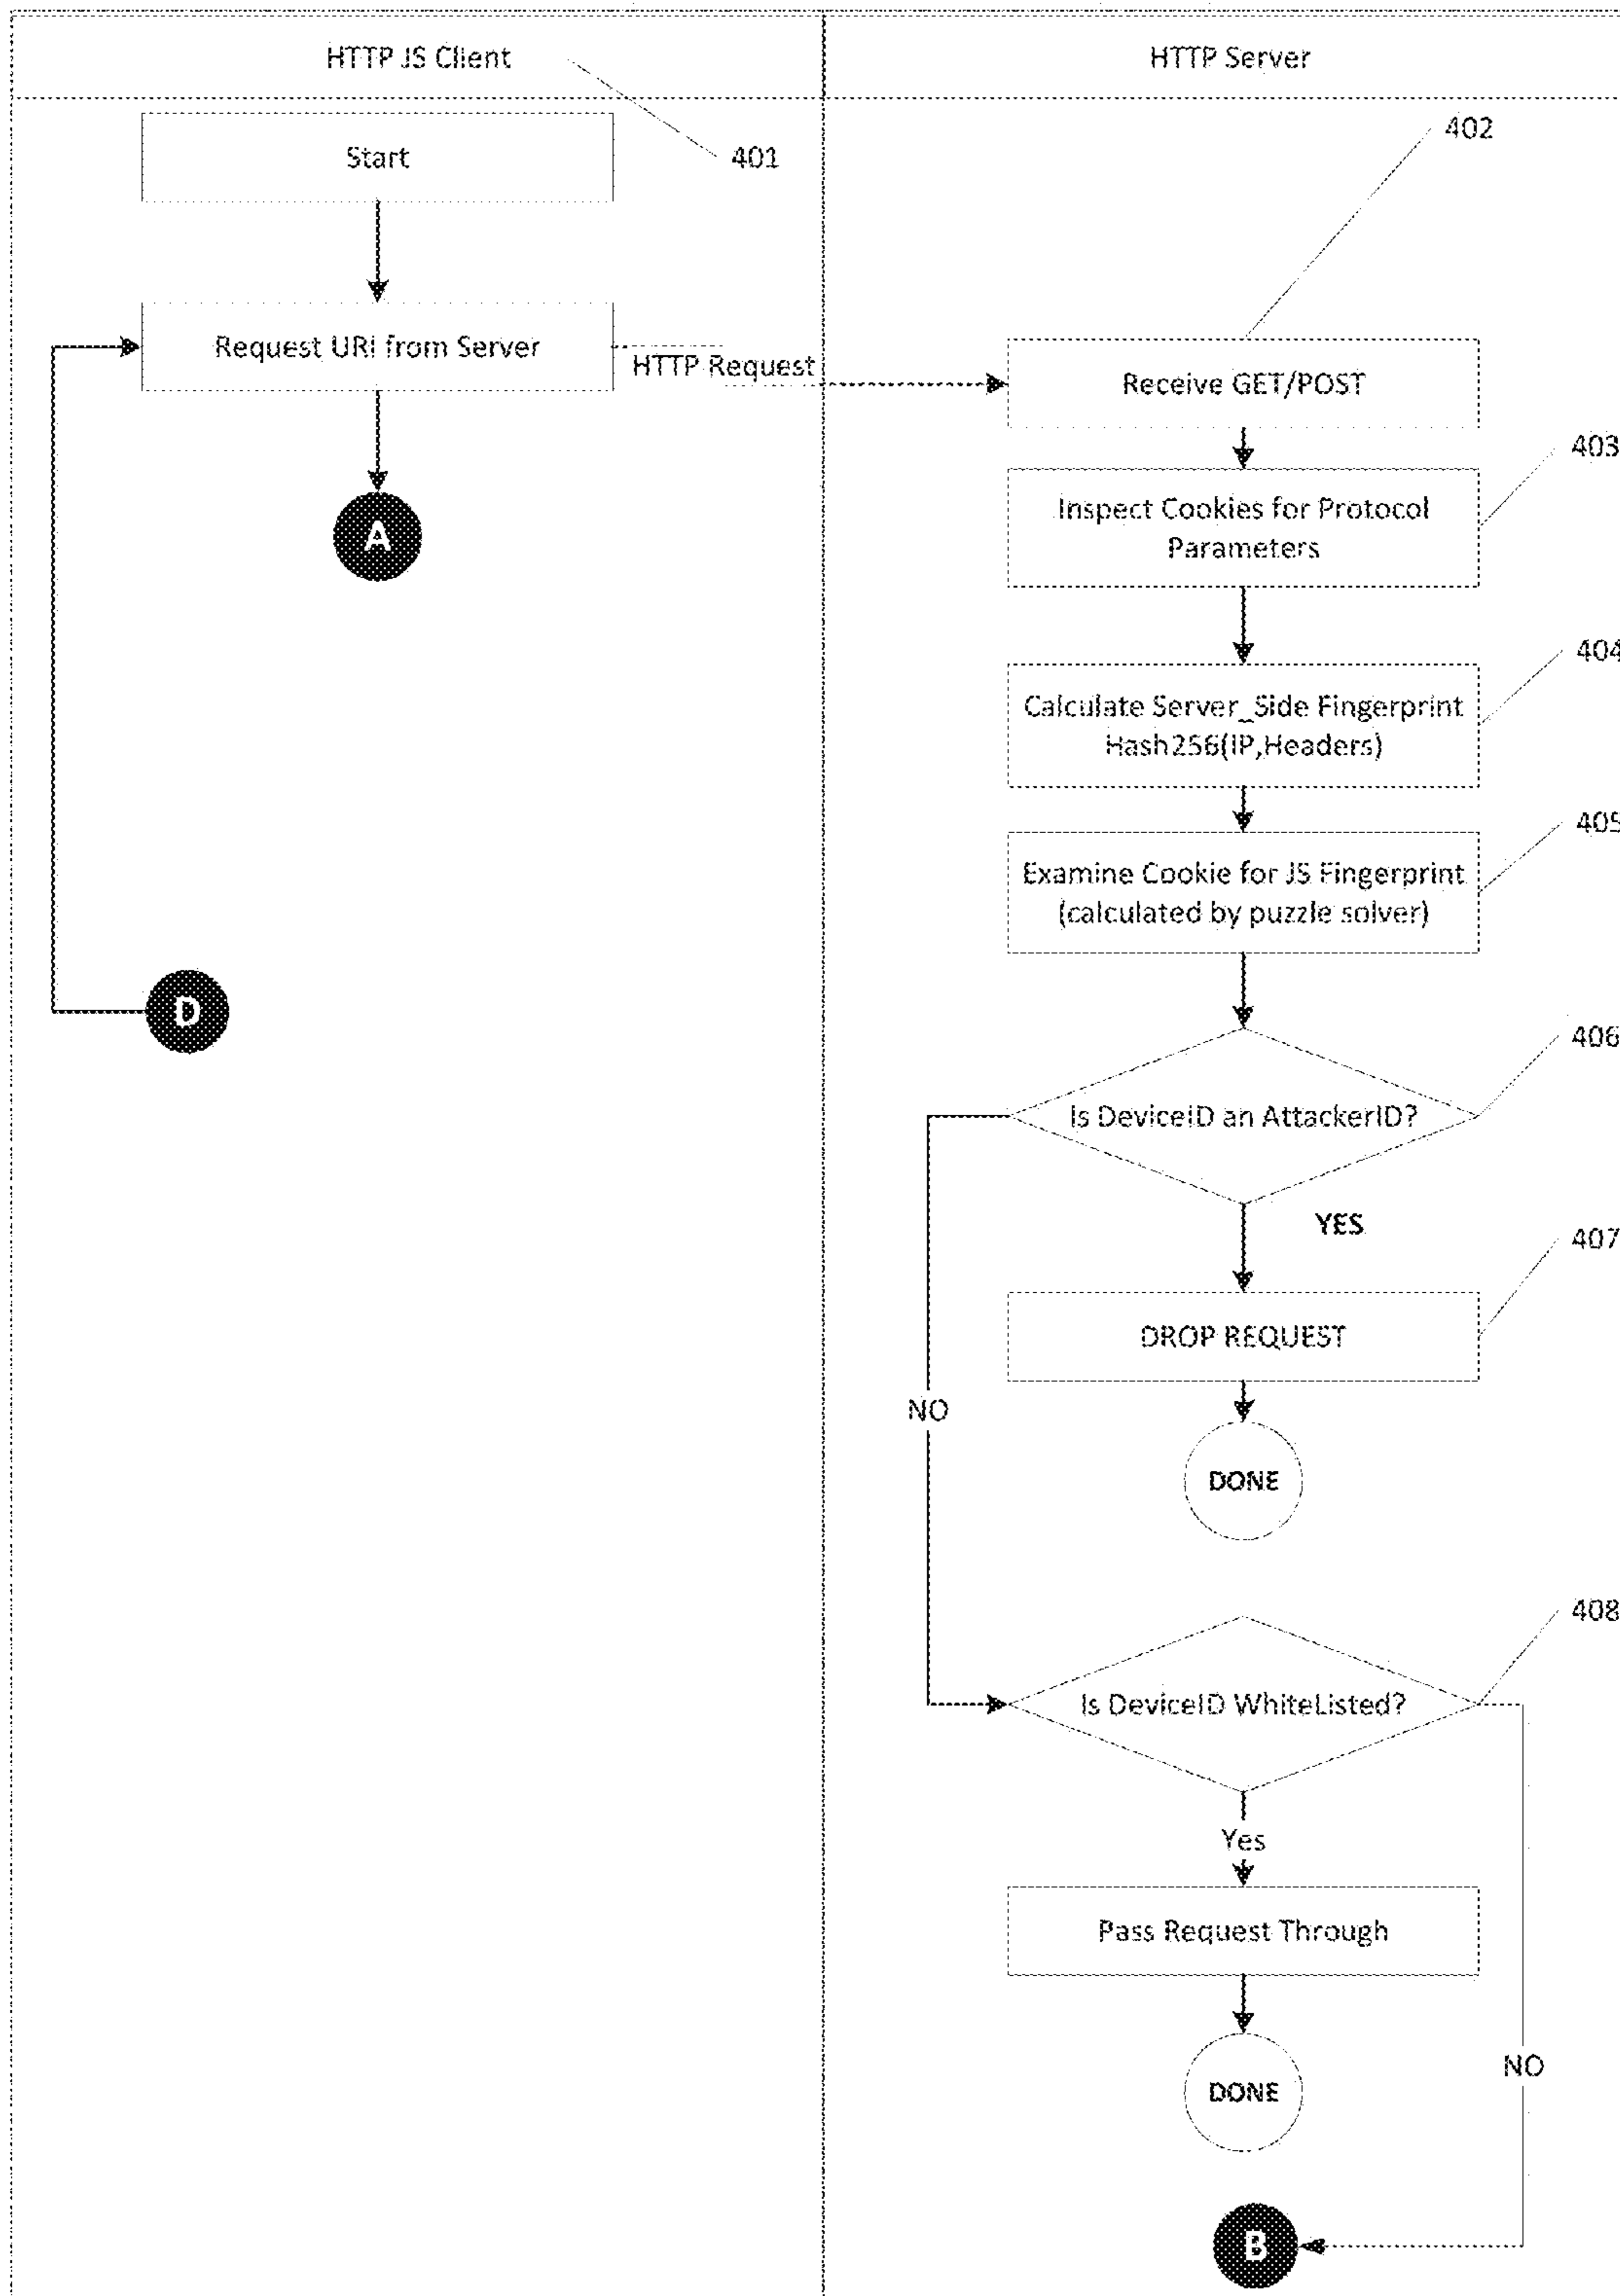 HTTP JS Client
HTTP Server
401
402
Start
Request URI from Server
HTTP Request
A
D
Receive GET/POST
403
Inspect Cookies for Protocol
Parameters
404
Calculate Server_Side Fingerprint
Hash256(IP,Headers)
405
Examine Cookie for JS Fingerprint
(calculated by puzzle solver)
406
Is DeviceID an AttackerID?
YES
407
DROP REQUEST
NO
DONE
408
Is DeviceID WhiteListed?
Yes
Pass Request Through
NO
DONE
B